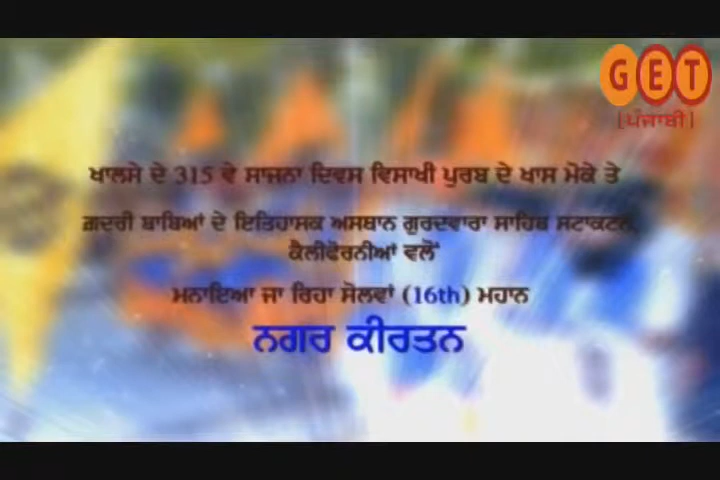 GET
[ਪੰਜਾਬੀ]
ਖਾਲਸੇ ਦੇ 315 ਵੇ ਸਾਜਨਾ ਦਿਵਸ ਵਿਸਾਖੀ ਪੁਰਬ ਦੇ ਖਾਸ ਮੋਕੇ ਤੇ
ਗ਼ਦਰੀ ਬਾਬਿਆਂ ਦੇ ਇਤਿਹਾਸਕ ਅਸਥਾਨ ਗੁਰਦਵਾਰਾ ਸਾਹਿਬ ਸਟਾਕਟਨ,
ਕੈਲੀਫੋਰਨੀਆਂ ਵਲੋਂ
ਮਨਾਇਆ ਜਾ ਰਿਹਾ ਸੋਲਵਾਂ (16th) ਮਹਾਨ
ਨਗਰ ਕੀਰਤਨ